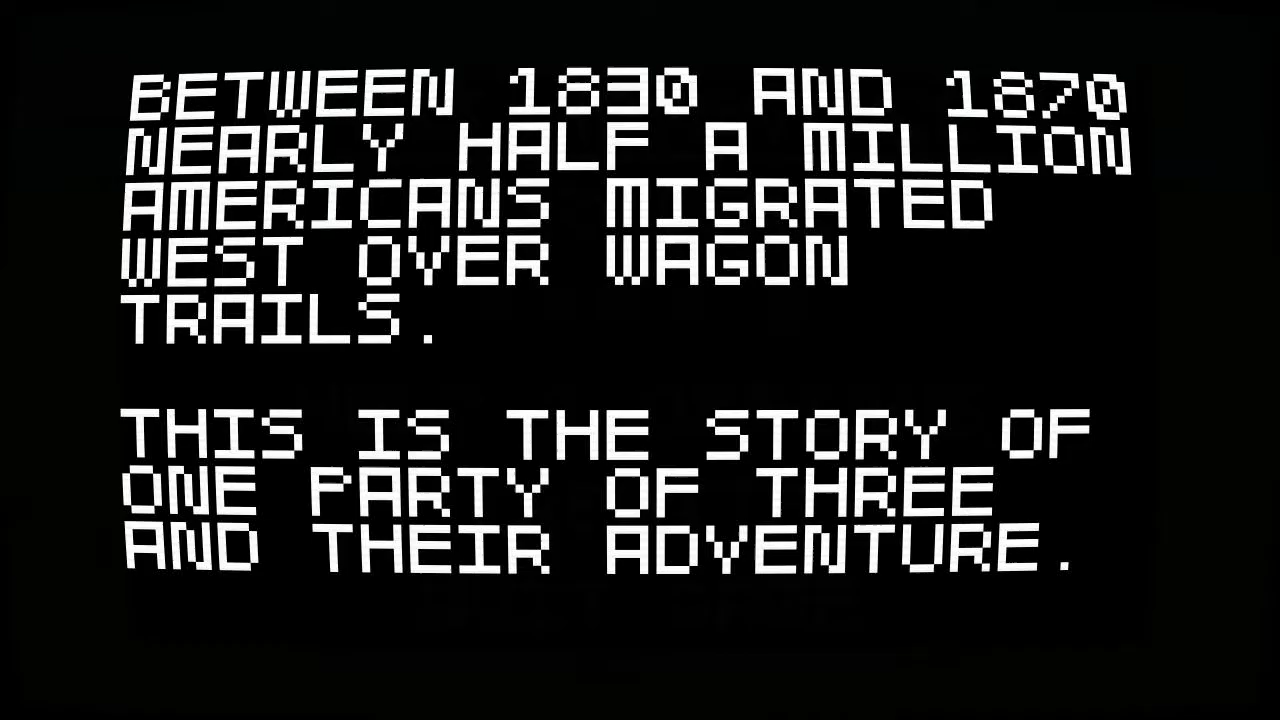 BETWEEN 1830 AND 1870
NEARLY HALF A MILLION
AMERICANS MIGRATED
WEST OVER WAGON
TRAILS.
THIS IS THE STORY OF
ONE PARTY OF THREE
AND THEIR ADVENTURE.